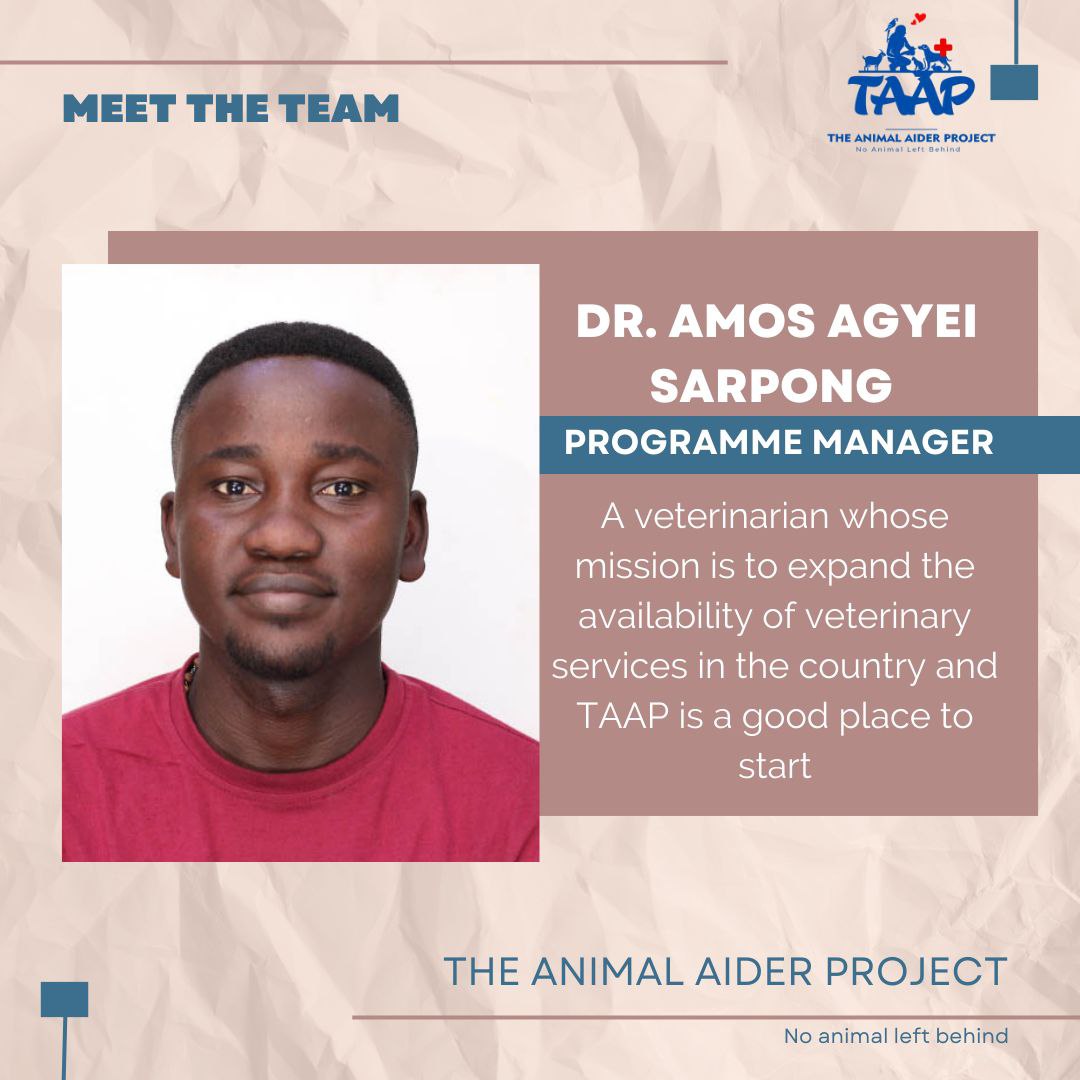 MEET THE TEAM
TAAP
THE ANIMAL AIDER PROJECT
No Animal Left Behind
DR. AMOS AGYEI
SARPONG
PROGRAMME MANAGER
A veterinarian whose
mission is to expand the
availability of veterinary
services in the country and
TAAP is a good place to
start
THE ANIMAL AIDER PROJECT
No animal left behind